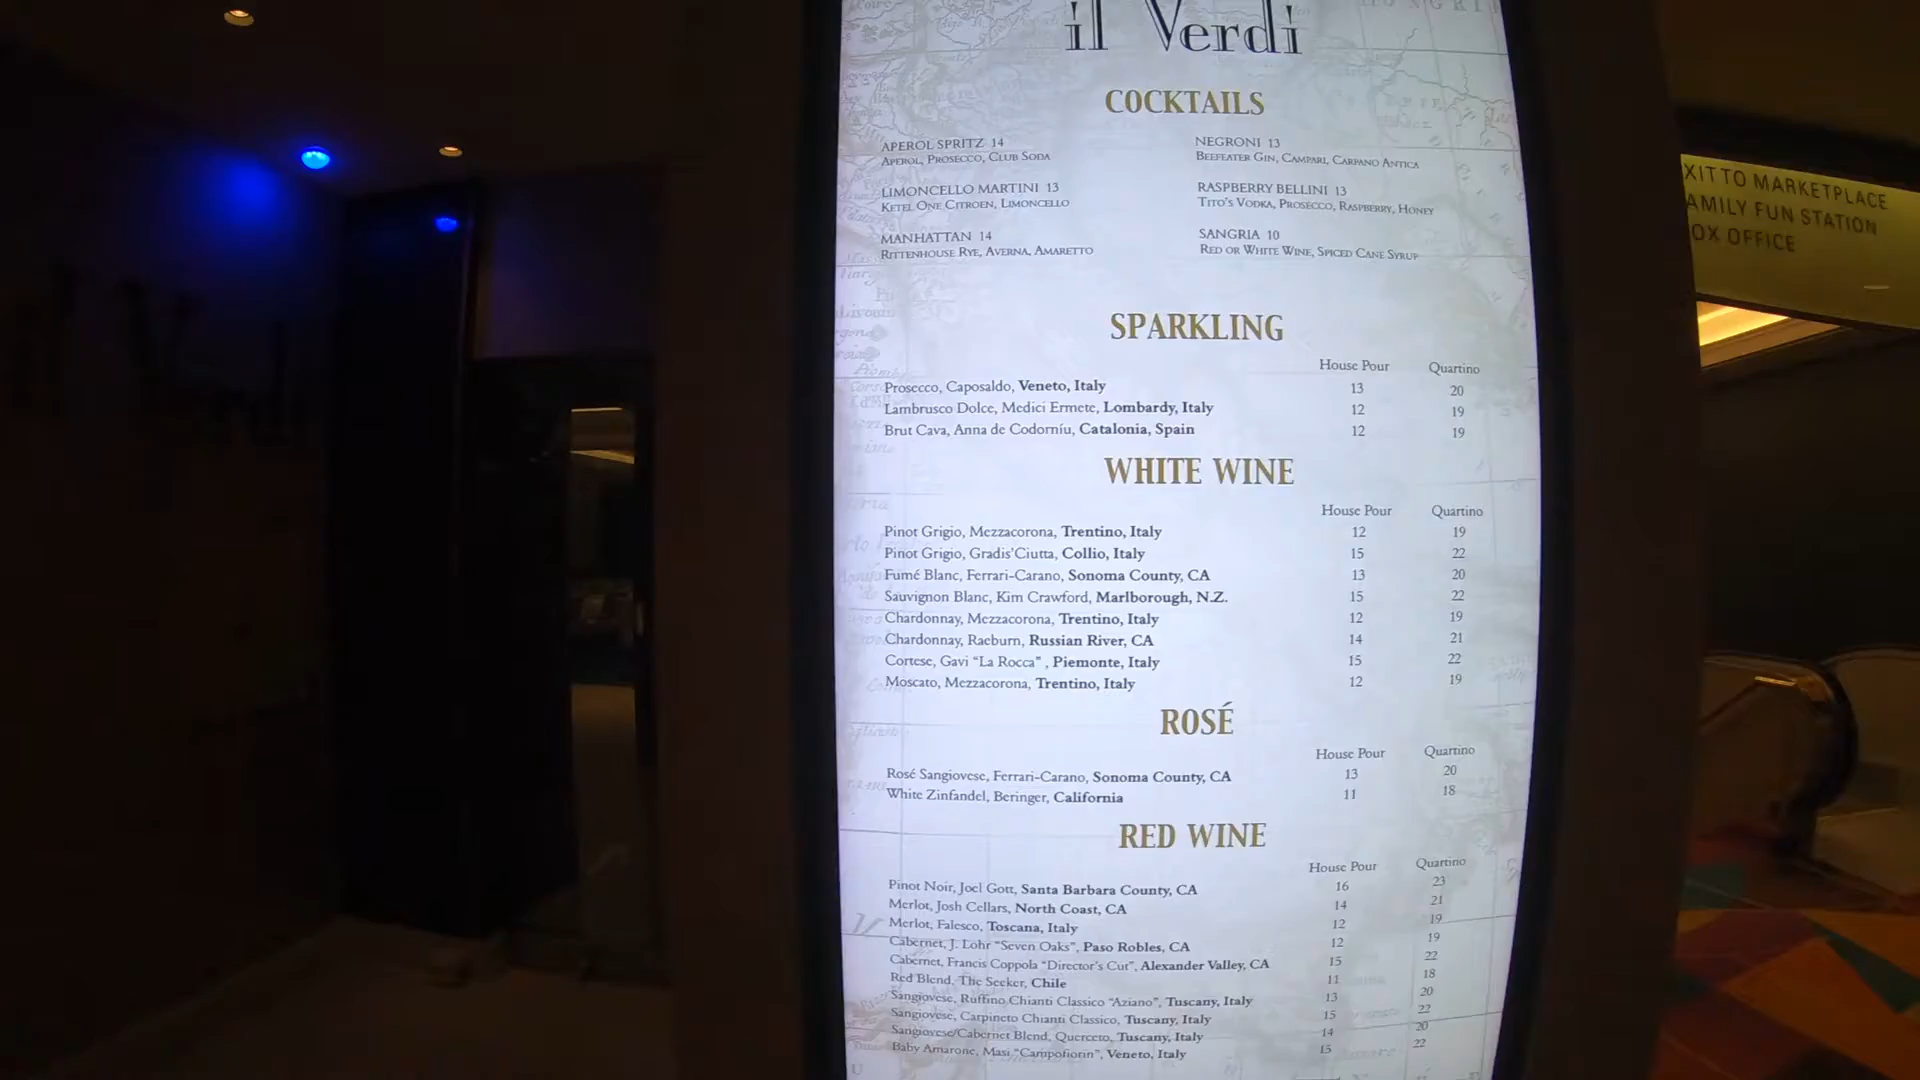 il Verdi
COCKTAILS
APEROL SPRITZ 14
APEROL, PROSECCO, CLUB SODA
LIMONCELLO MARTINI 13
KETEL ONE CITROEN, LIMONCELLO
MANHATTAN 14
RITTENHOUSE RYE, AVERNA, AMARETTO
NEGRONI 13
BEEFEATER GIN, CAMPARI, CARPANO ANTICA
RASPBERRY BELLINI 13
TITO'S VODKA, PROSECCO, RASPBERRY, HONEY
SANGRIA 10
RED OR WHITE WINE, SPICED CANE SYRUP
SPARKLING
House Pour Quartino
Prosecco, Caposaldo, Veneto, Italy 13 20
Lambrusco Dolce, Medici Ermete, Lombardy, Italy 12 19
Brut Cava, Anna de Codorníu, Catalonia, Spain 12 19
WHITE WINE
House Pour Quartino
Pinot Grigio, Mezzacorona, Trentino, Italy 12 19
Pinot Grigio, Gradis'Ciutta, Collio, Italy 15 22
Fumé Blanc, Ferrari-Carano, Sonoma County, CA 13 20
Sauvignon Blanc, Kim Crawford, Marlborough, N.Z. 15 22
Chardonnay, Mezzacorona, Trentino, Italy 12 19
Chardonnay, Raeburn, Russian River, CA 14 21
Cortese, Gavi "La Rocca" , Piemonte, Italy 15 22
Moscato, Mezzacorona, Trentino, Italy 12 19
ROSÉ
House Pour Quartino
Rosé Sangiovese, Ferrari-Carano, Sonoma County, CA 13 20
White Zinfandel, Beringer, California 11 18
RED WINE
House Pour Quartino
Pinot Noir, Joel Gott, Santa Barbara County, CA 16 23
Merlot, Josh Cellars, North Coast, CA 14 21
Merlot, Falesco, Toscana, Italy 12 19
Cabernet, J. Lohr "Seven Oaks", Paso Robles, CA 12 19
Cabernet, Francis Coppola "Director's Cut", Alexander Valley, CA 15 22
Red Blend, The Seeker, Chile 11 18
Sangiovese, Ruffino Chianti Classico "Aziano", Tuscany, Italy 13 20
Sangiovese, Carpineto Chianti Classico, Tuscany, Italy 15 22
Sangiovese/Cabernet Blend, Querceto, Tuscany, Italy 14 20
Baby Amarone, Masi "Campofiorin", Veneto, Italy 15 22
XIT TO MARKETPLACE
AMILY FUN STATION
OX OFFICE